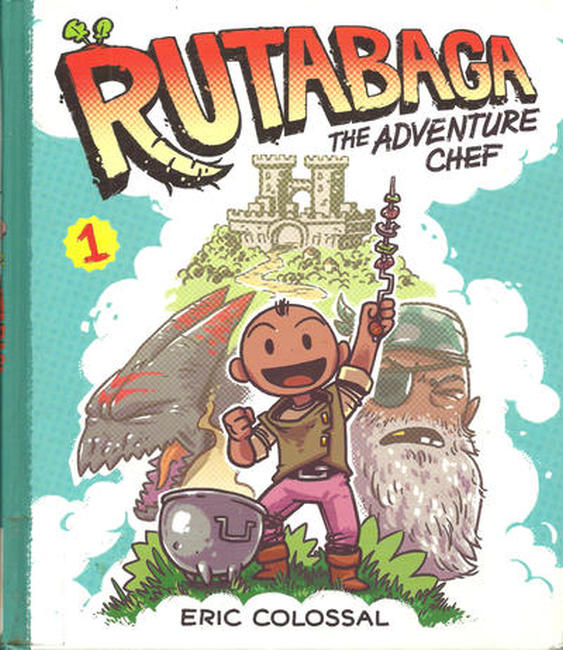 RUTABAGA
THE ADVENTURE
CHEF
1
ERIC COLOSSAL